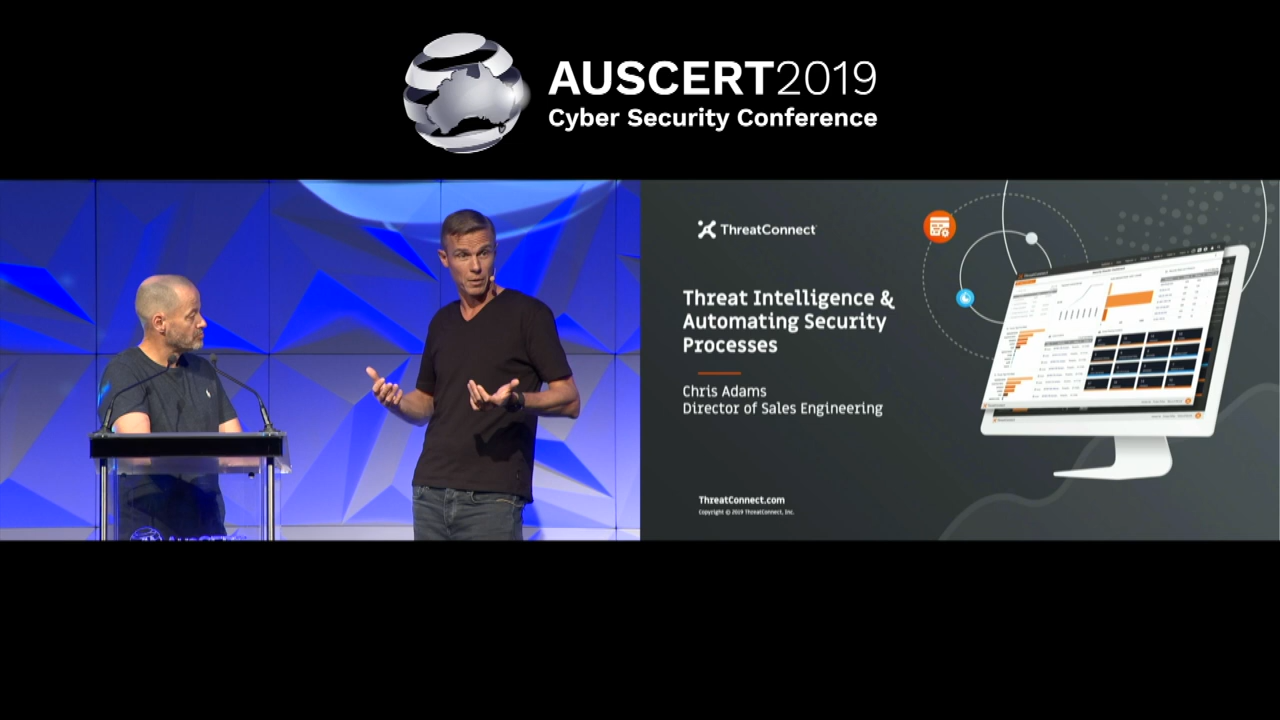 AUSCERT2019
Cyber Security Conference
ThreatConnect
Threat Intelligence &
Automating Security
Processes
Chris Adams
Director of Sales Engineering
ThreatConnect.com
Copyright © 2019 ThreatConnect, Inc.